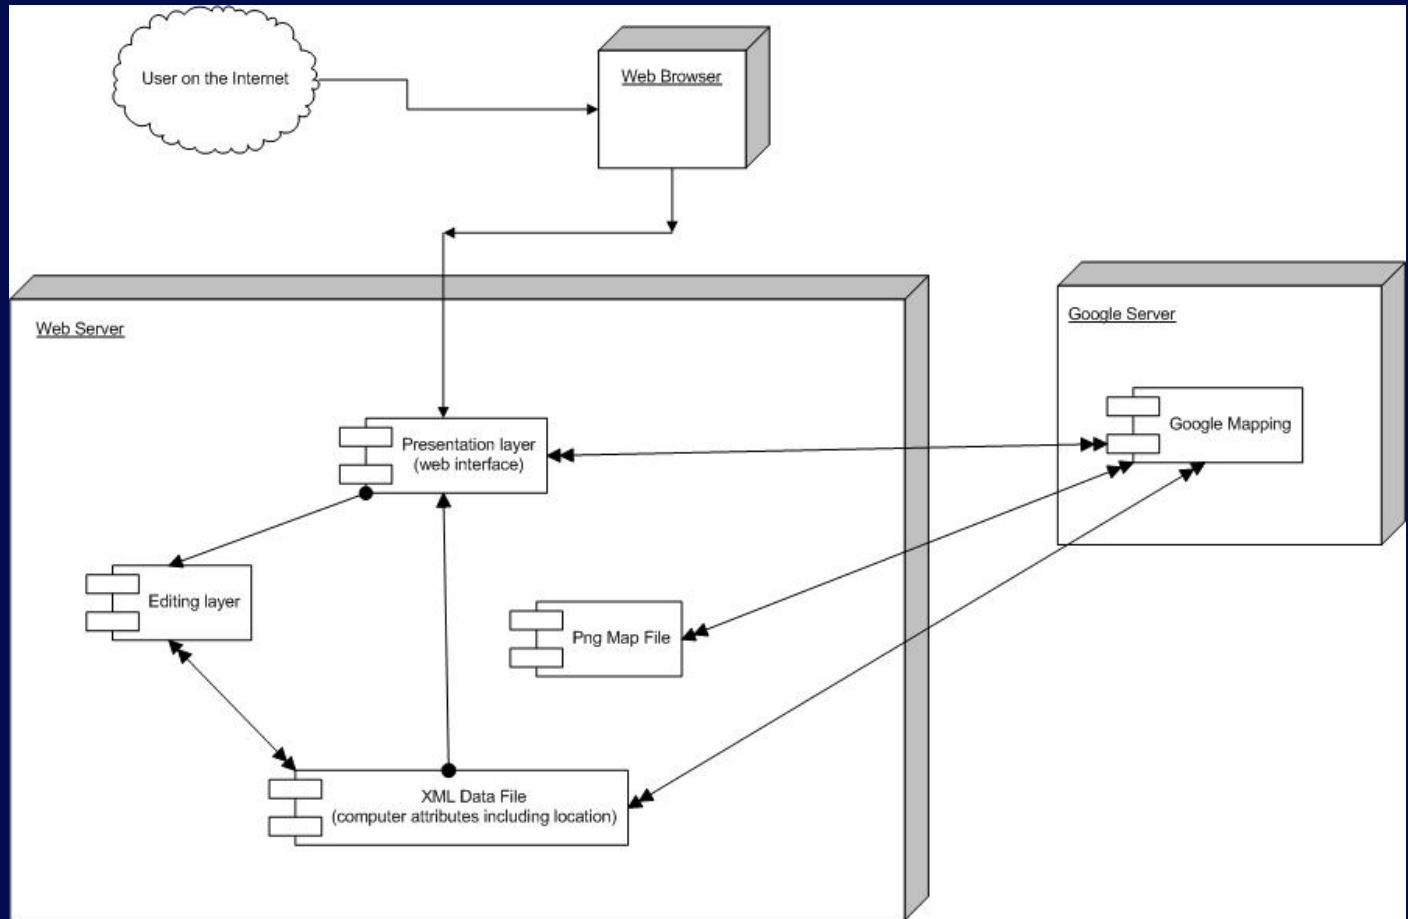 User on the Internet
Web Browser
Web Server
Google Server
Presentation layer
(web interface)
Google Mapping
Editing layer
Png Map File
XML Data File
(computer attributes including location)